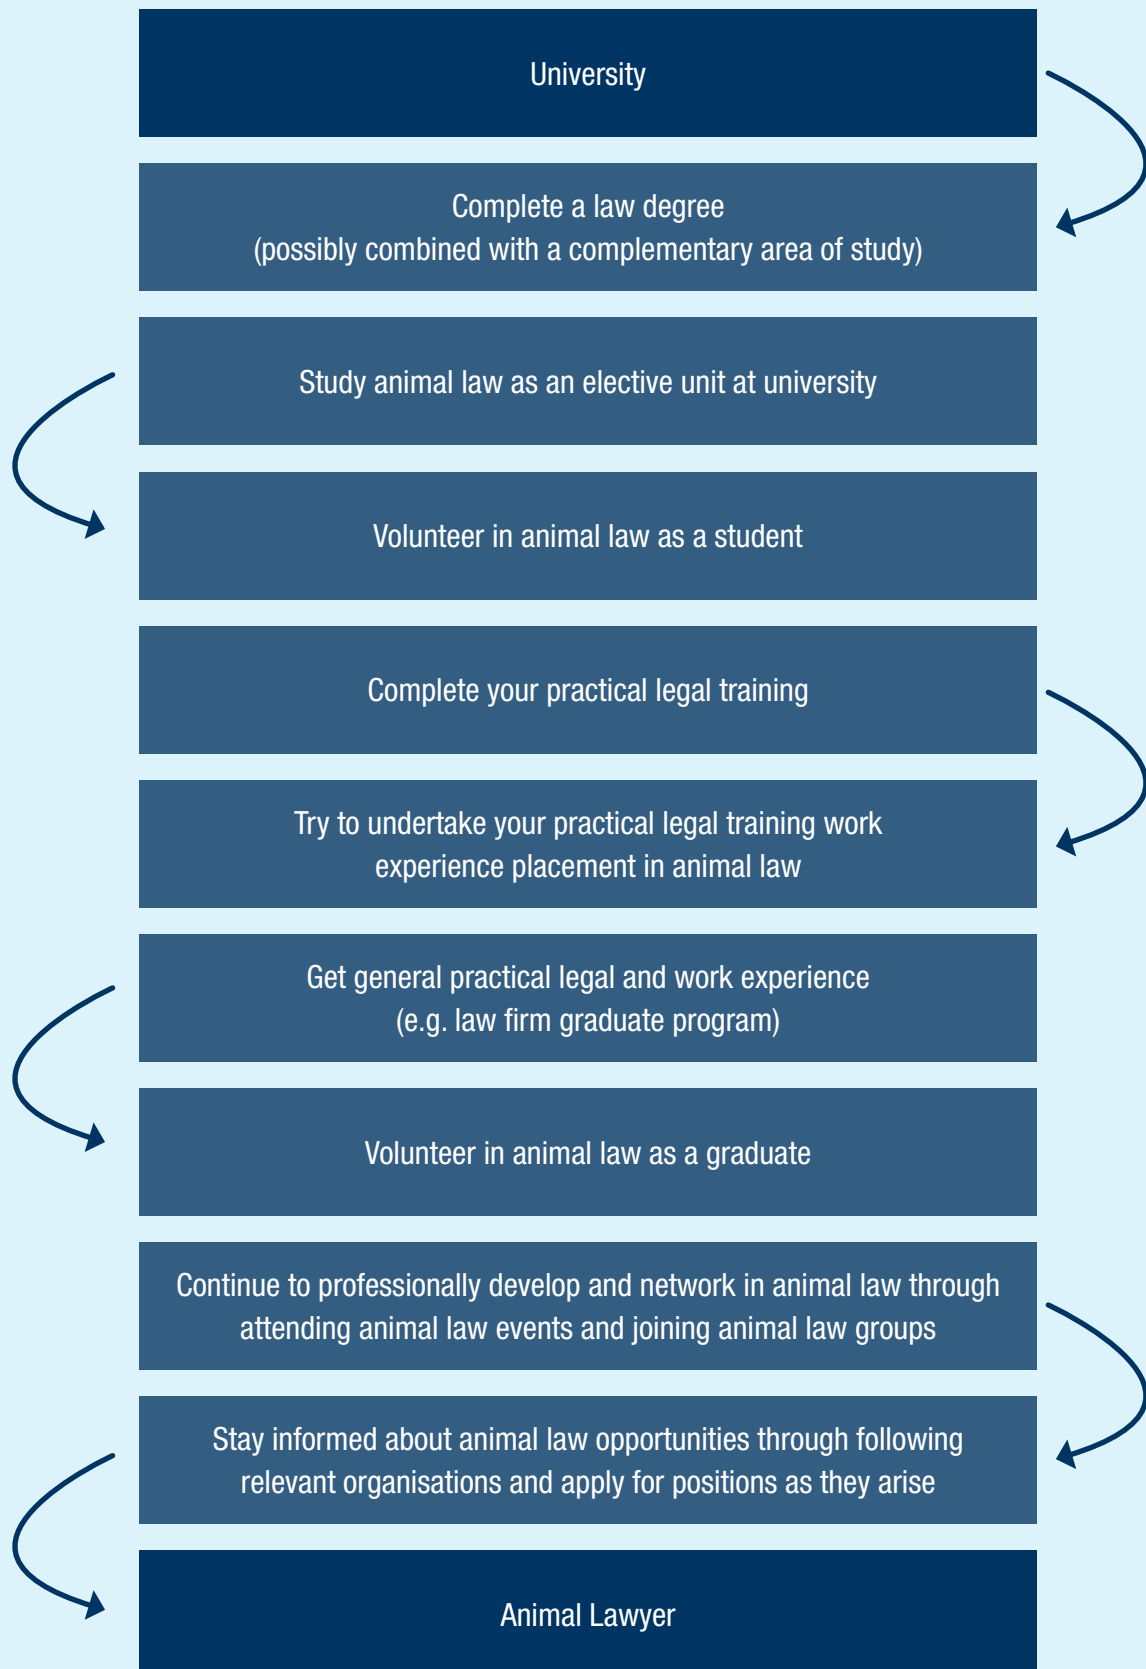 University
Complete a law degree
(possibly combined with a complementary area of study)
Study animal law as an elective unit at university
Volunteer in animal law as a student
Complete your practical legal training
Try to undertake your practical legal training work
experience placement in animal law
Get general practical legal and work experience
(e.g. law firm graduate program)
Volunteer in animal law as a graduate
Continue to professionally develop and network in animal law through
attending animal law events and joining animal law groups
Stay informed about animal law opportunities through following
relevant organisations and apply for positions as they arise
Animal Lawyer